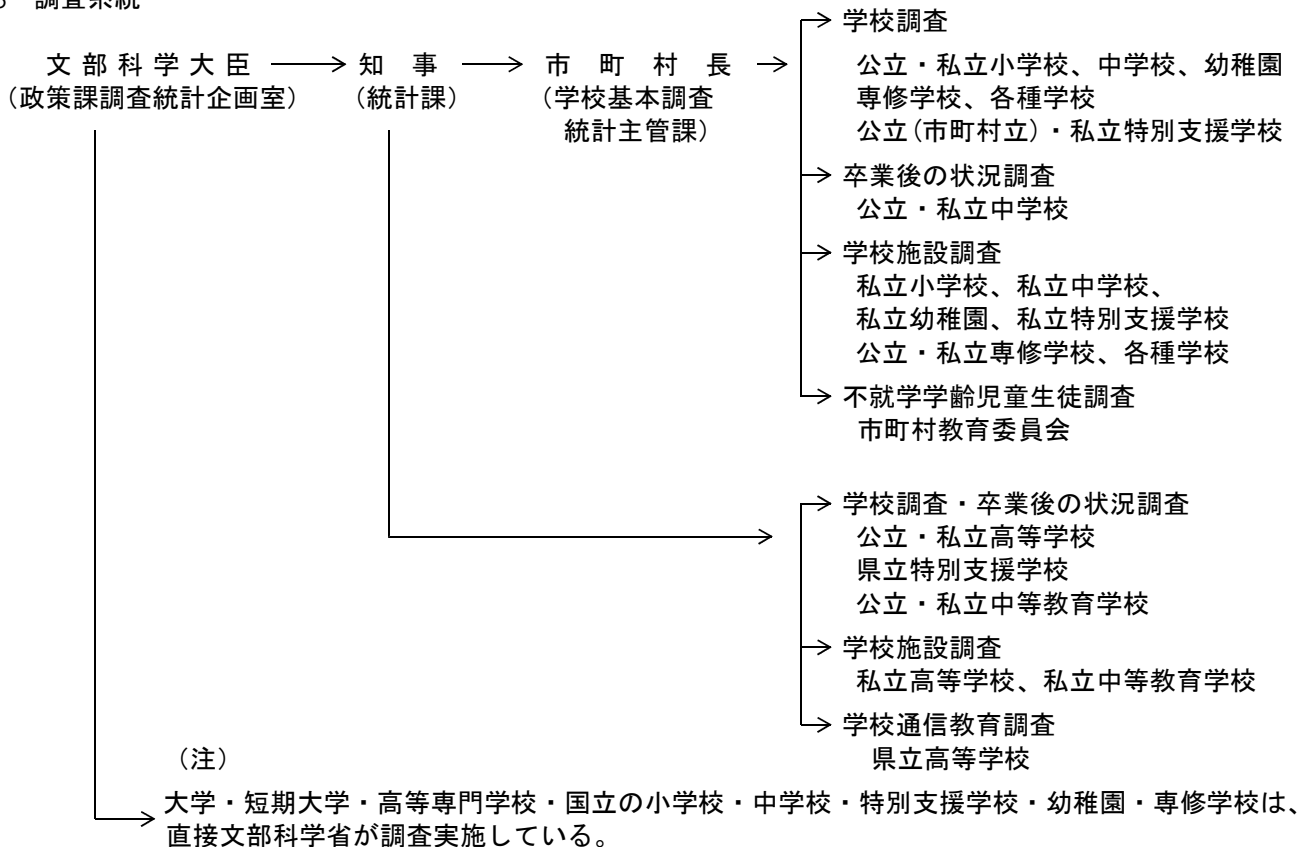 調査系統
文 部 科 学 大 臣 → 知 事 → 市 町 村 長 →
(政策課調査統計企画室) (統計課) (学校基本調査
統計主管課)
→ 学校調査
公立・私立小学校、中学校、幼稚園
専修学校、各種学校
公立(市町村立)・私立特別支援学校
→ 卒業後の状況調査
公立・私立中学校
→ 学校施設調査
私立小学校、私立中学校、
私立幼稚園、私立特別支援学校
公立・私立専修学校、各種学校
→ 不就学学齢児童生徒調査
市町村教育委員会
→ 学校調査・卒業後の状況調査
公立・私立高等学校
県立特別支援学校
公立・私立中等教育学校
→ 学校施設調査
私立高等学校、私立中等教育学校
→ 学校通信教育調査
県立高等学校
(注)
→ 大学・短期大学・高等専門学校・国立の小学校・中学校・特別支援学校・幼稚園・専修学校は、
直接文部科学省が調査実施している。